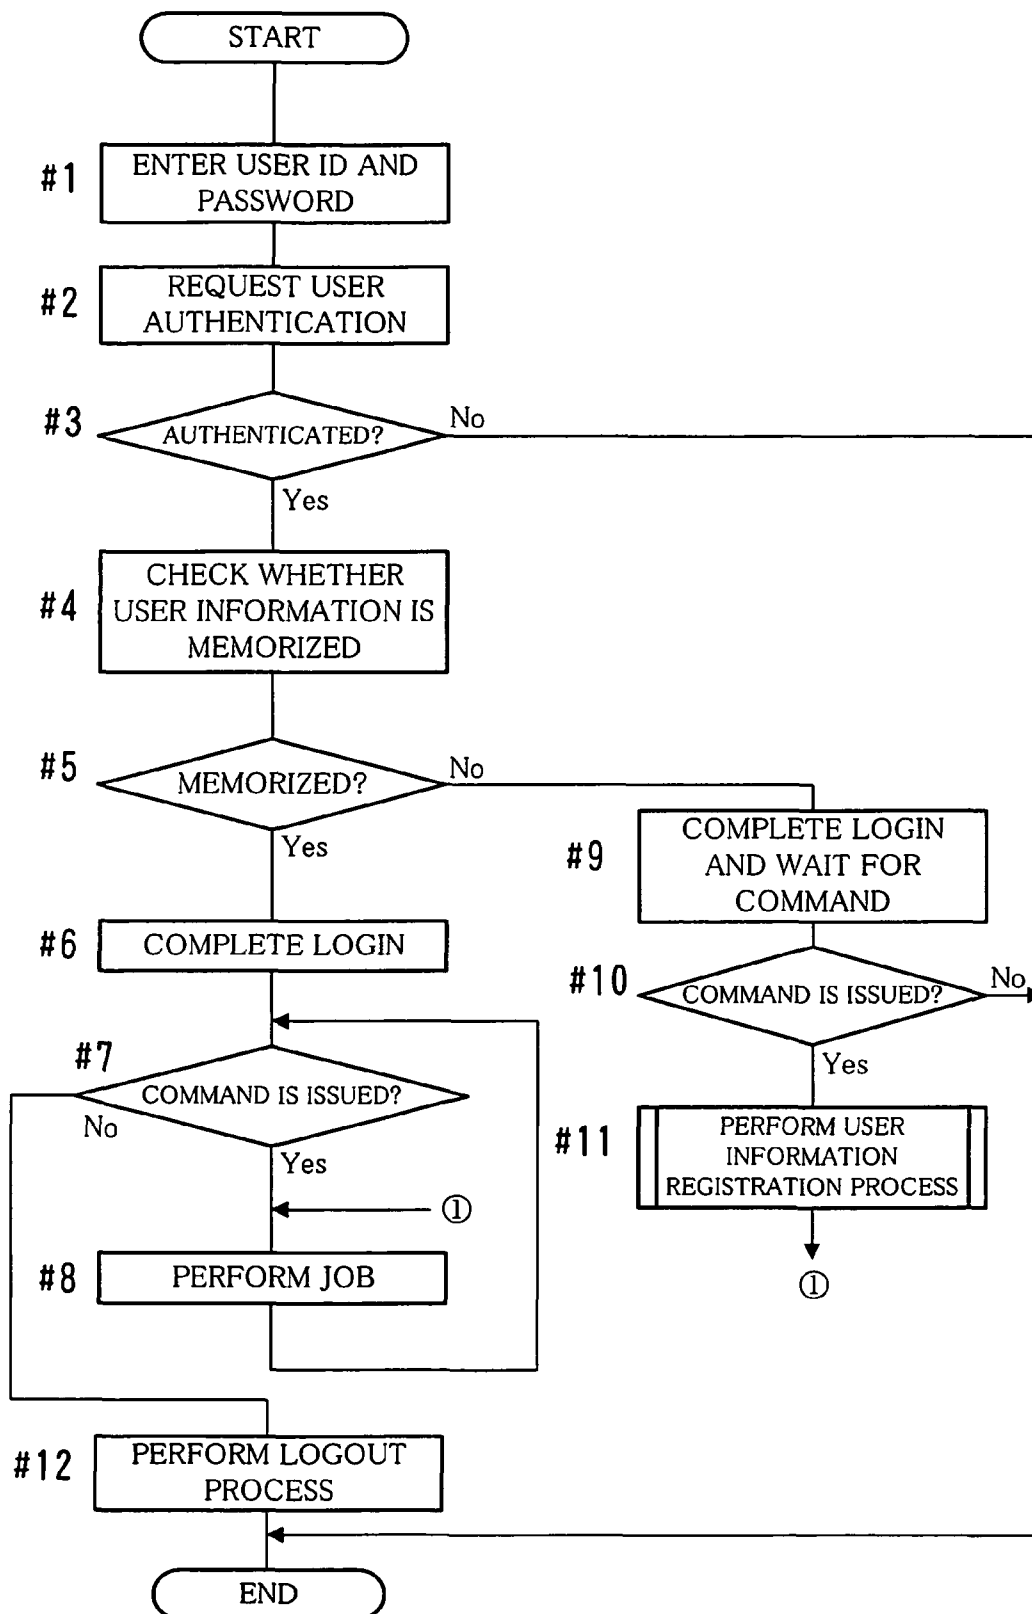 START
#1
ENTER USER ID AND
PASSWORD
#2
REQUEST USER
AUTHENTICATION
#3
AUTHENTICATED?
No
Yes
#4
CHECK WHETHER
USER INFORMATION IS
MEMORIZED
#5
MEMORIZED?
No
Yes
#9
COMPLETE LOGIN
AND WAIT FOR
COMMAND
#6
COMPLETE LOGIN
#10
COMMAND IS ISSUED?
No
Yes
#7
COMMAND IS ISSUED?
No
Yes
#11
PERFORM USER
INFORMATION
REGISTRATION PROCESS
①
①
#8
PERFORM JOB
#12
PERFORM LOGOUT
PROCESS
END